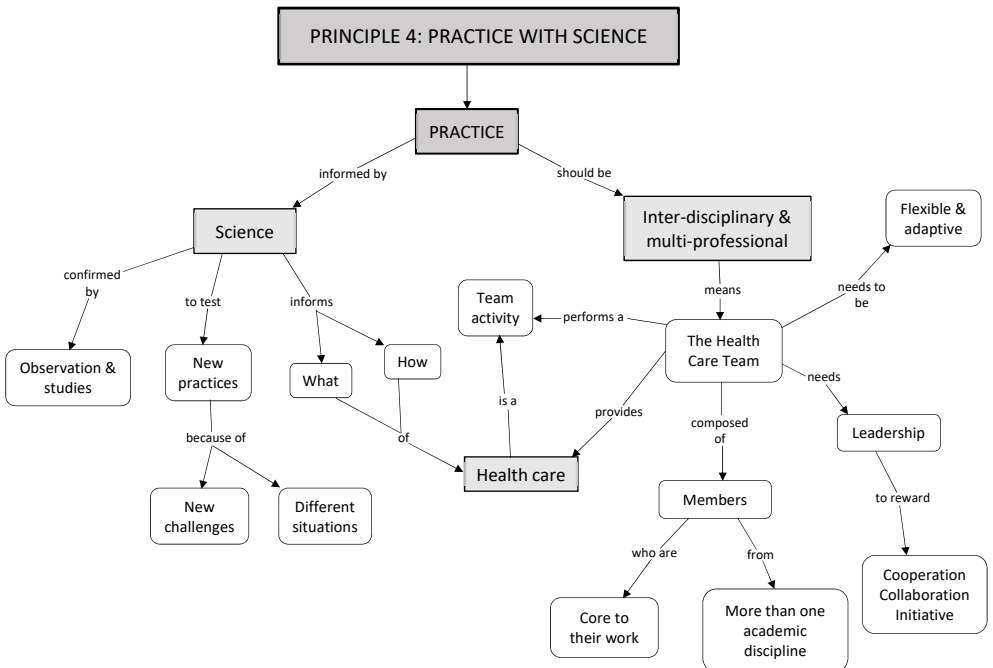 PRINCIPLE 4: PRACTICE WITH SCIENCE
PRACTICE
informed by
should be
Science
Inter-disciplinary &
multi-professional
Flexible &
adaptive
confirmed
by
to test
informs
means
needs to
be
Team
activity
performs a
The Health
Care Team
Observation &
studies
New
practices
What
How
needs
is a
provides
composed
of
Leadership
because of
of
Health care
New
challenges
Different
situations
Members
to reward
who are
from
Core to
their work
More than one
academic
discipline
Cooperation
Collaboration
Initiative